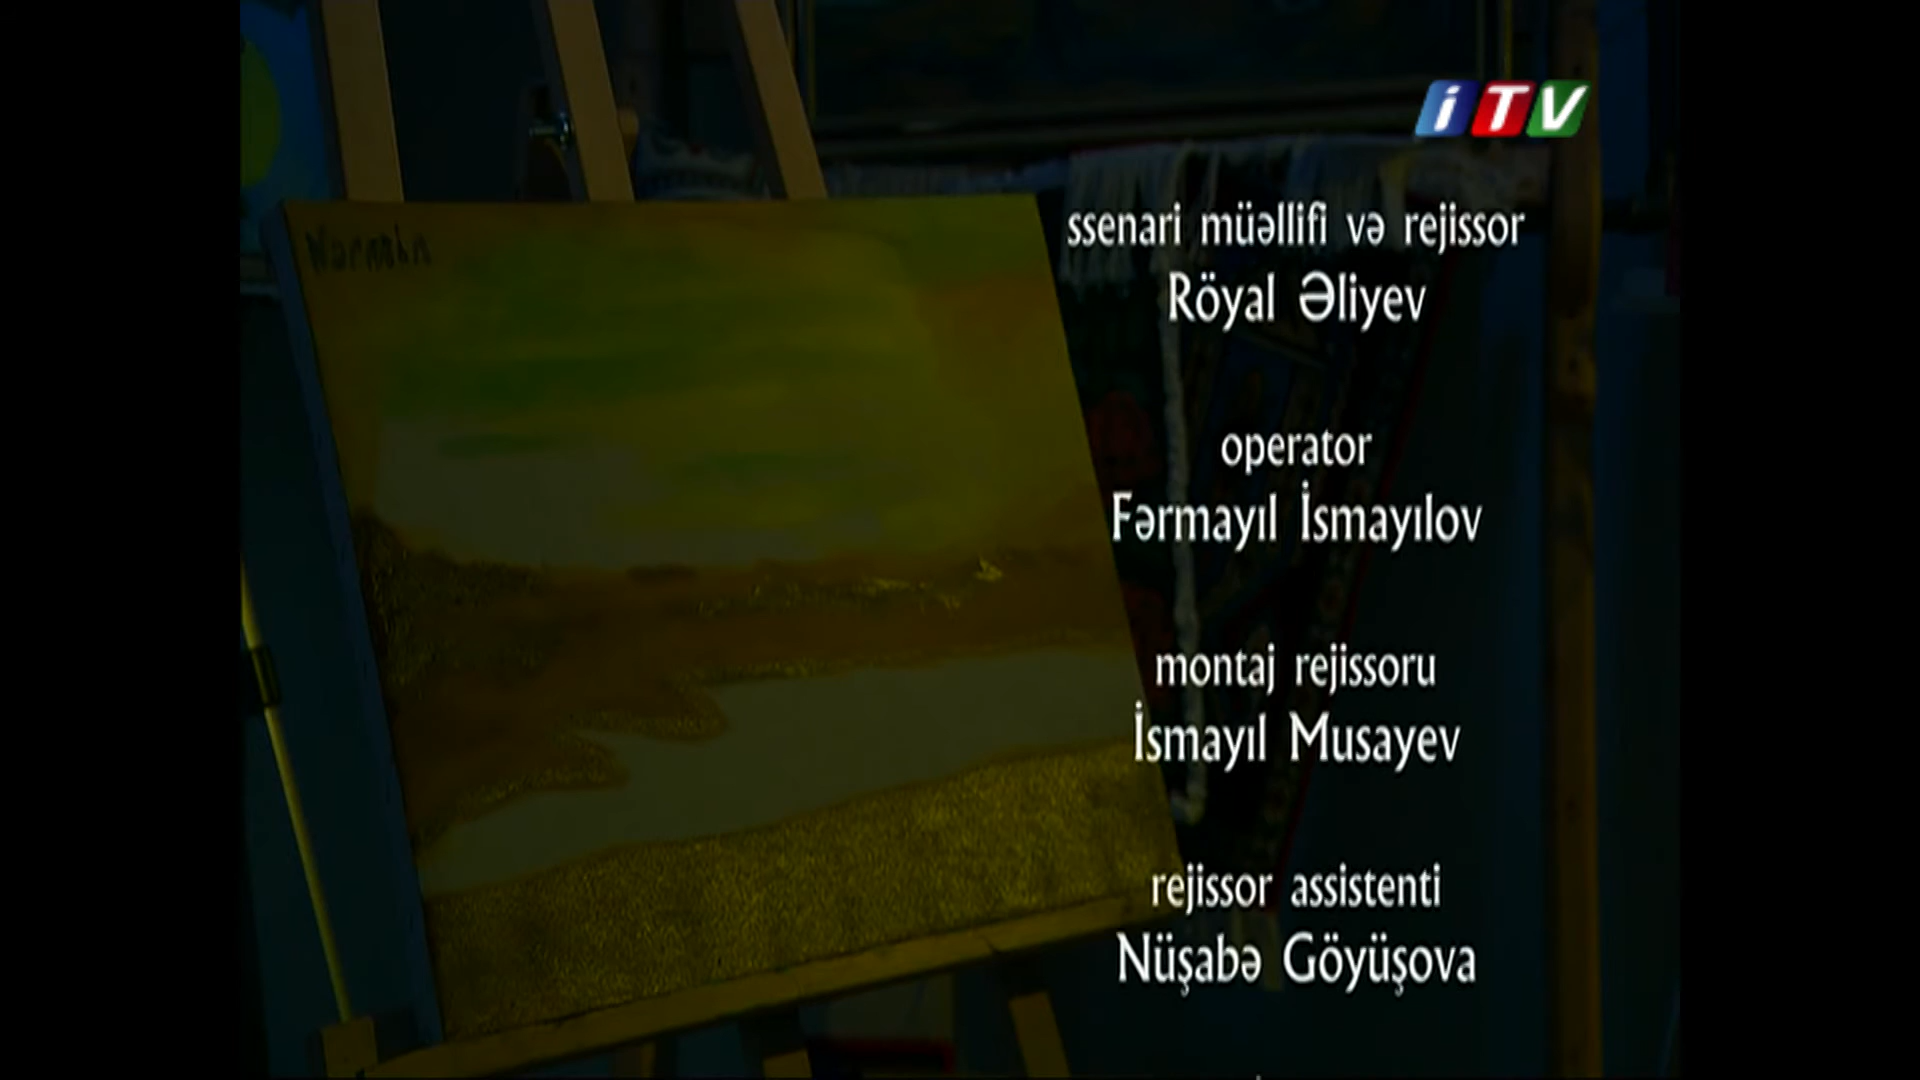 iTV
ssenari müəllifi və rejissor
Röyal Əliyev
operator
Fərmayıl İsmayılov
montaj rejissoru
İsmayıl Musayev
rejissor assistenti
Nüşabə Göyüşova